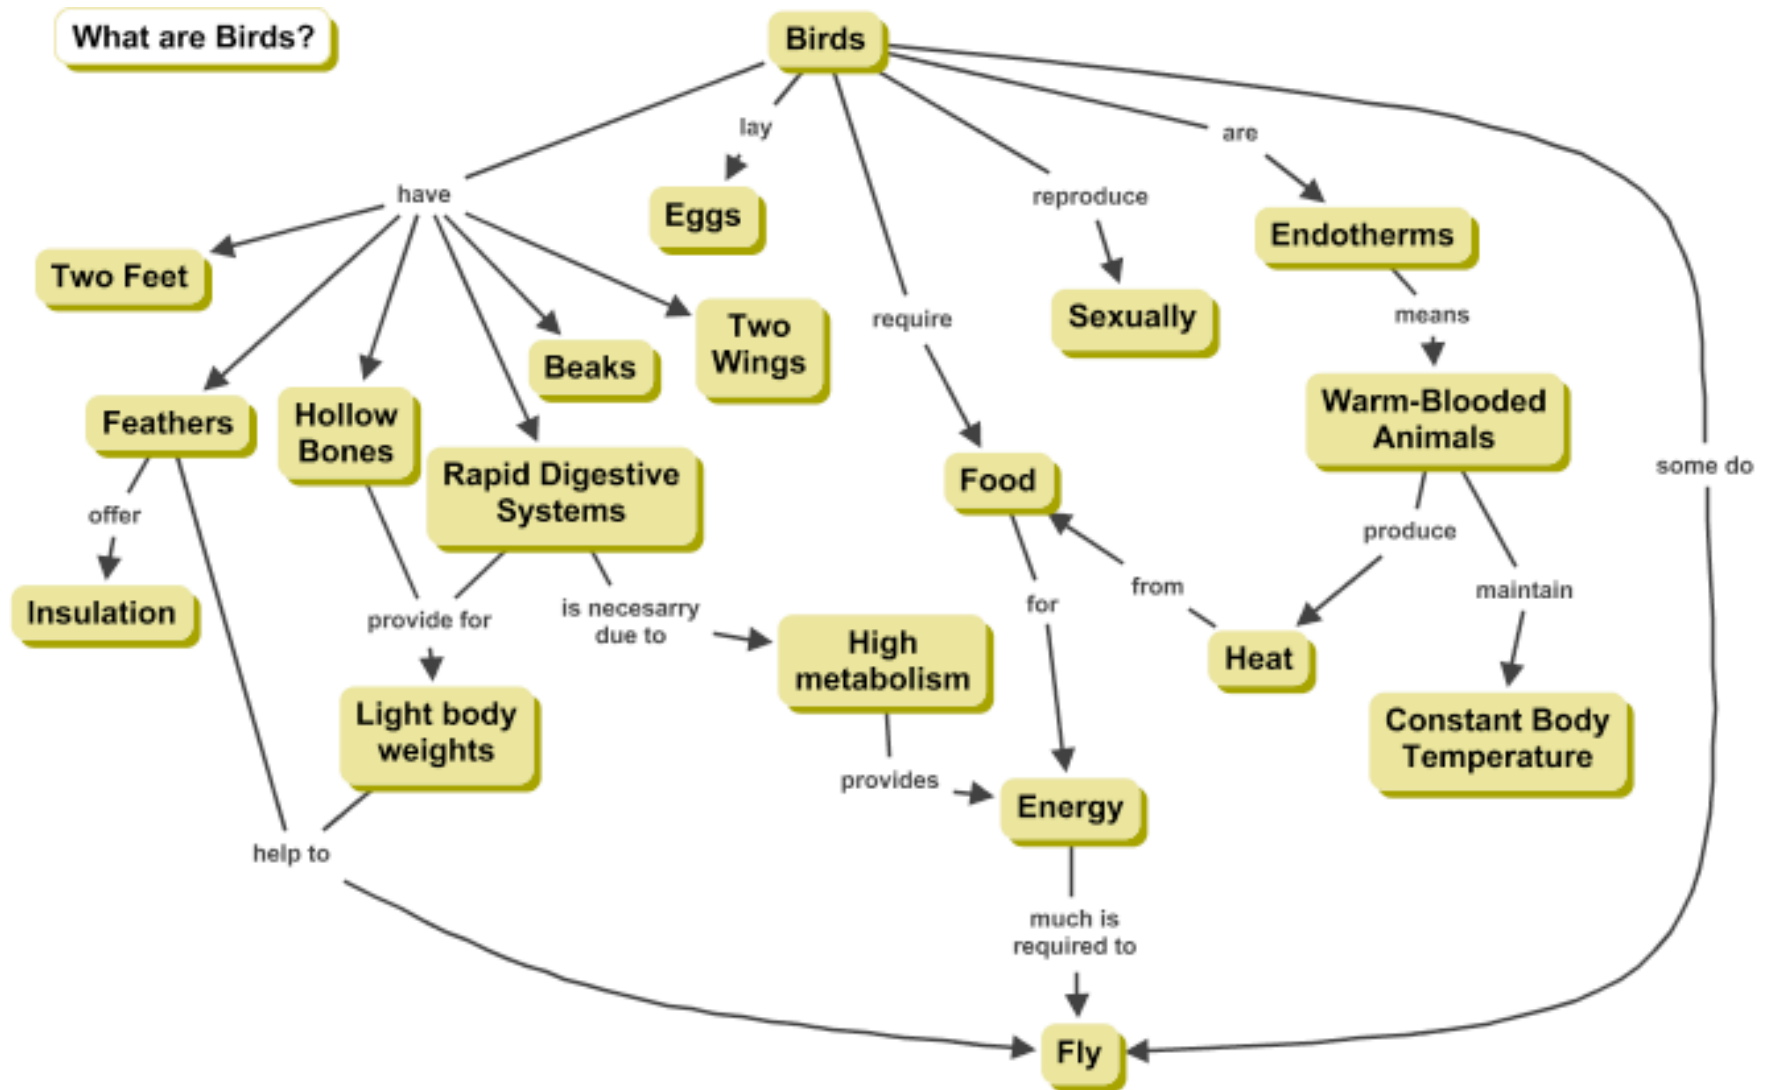 What are Birds?
Birds
lay
are
have
reproduce
Eggs
Endotherms
Two Feet
require
Sexually
means
Two
Wings
Beaks
Feathers
Hollow
Bones
Warm-Blooded
Animals
Rapid Digestive
Systems
Food
some do
offer
produce
from
maintain
Insulation
provide for
is necesarry
due to
for
High
metabolism
Heat
Light body
weights
Constant Body
Temperature
provides
Energy
help to
much is
required to
Fly